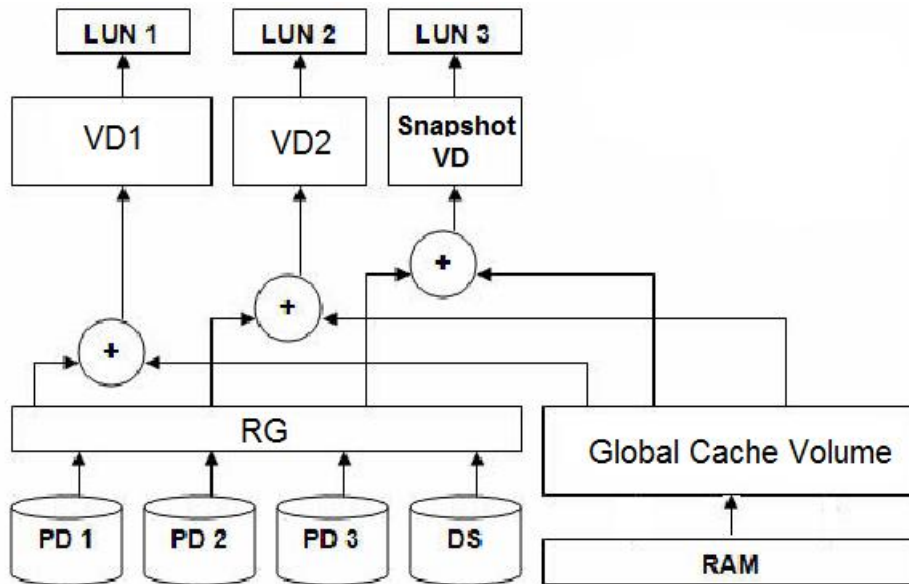 LUN 1
LUN 2
LUN 3
VD1
VD2
Snapshot
VD
+
+
+
RG
Global Cache Volume
PD 1
PD 2
PD 3
DS
RAM